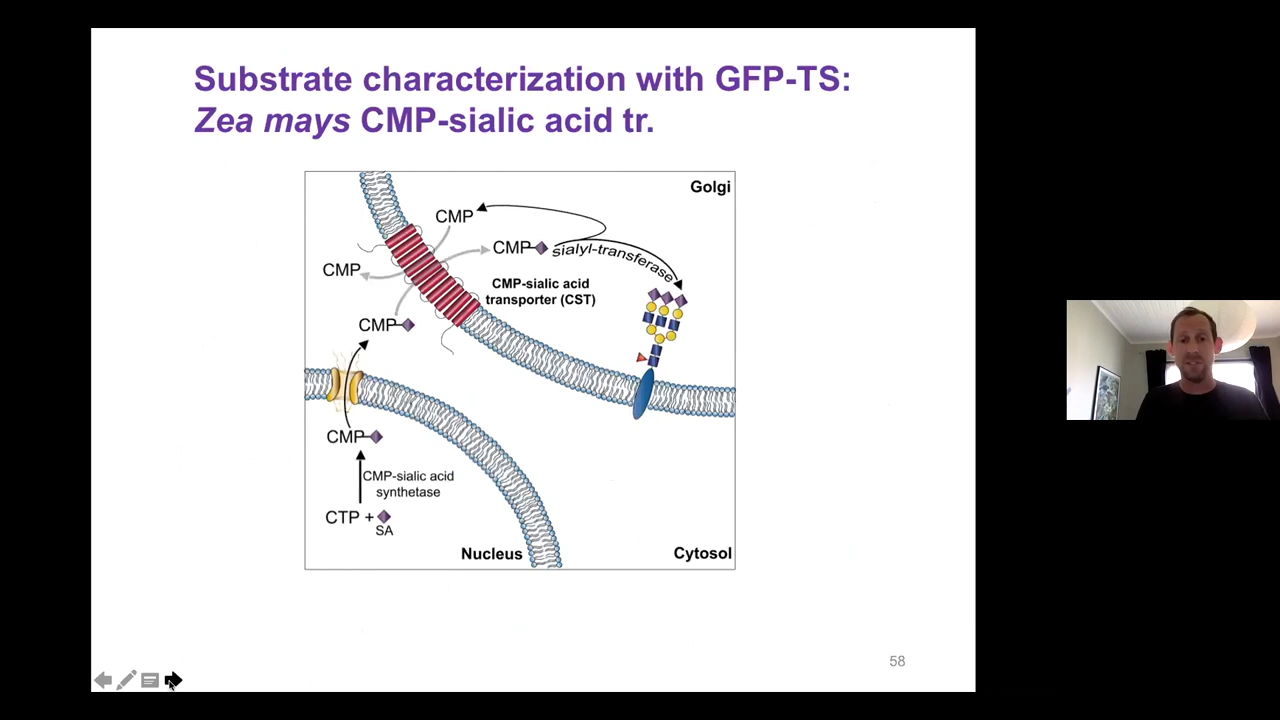 Substrate characterization with GFP-TS:
Zea mays CMP-sialic acid tr.
Golgi
CMP
CMP
sialyl-transferase
CMP
CMP-sialic acid
transporter (CST)
CMP
CMP
CMP-sialic acid
synthetase
CTP +
SA
Nucleus
Cytosol
58